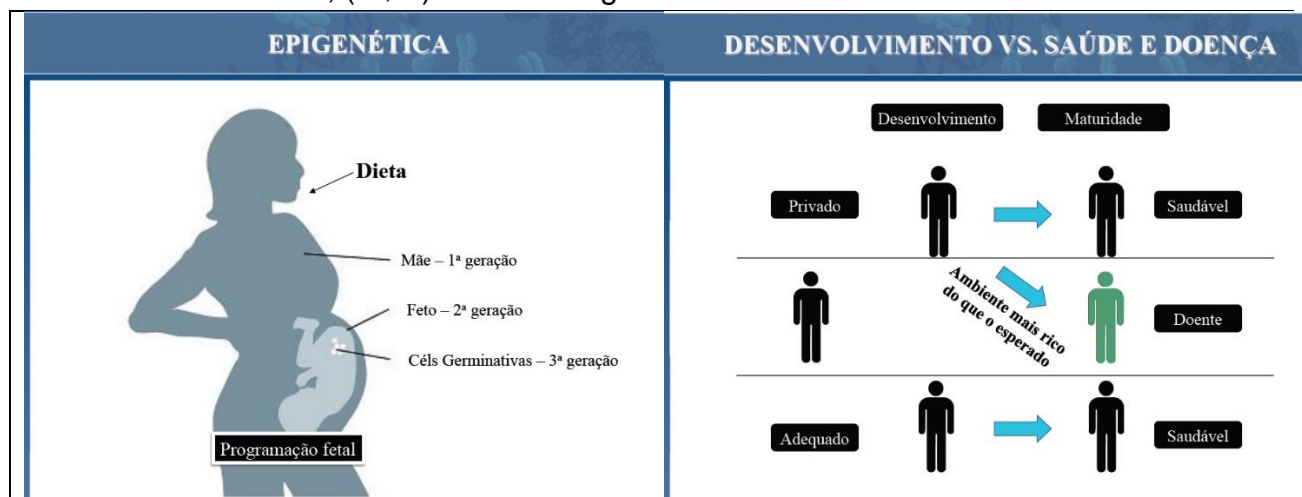 EPIGENÉTICA
Dieta
Mãe – 1ª geração
Feto – 2ª geração
Céls Germinativas – 3ª geração
Programação fetal
DESENVOLVIMENTO VS. SAÚDE E DOENÇA
Desenvolvimento
Maturidade
Privado
Saudável
Ambiente mais rico
do que o esperado
Doente
Adequado
Saudável